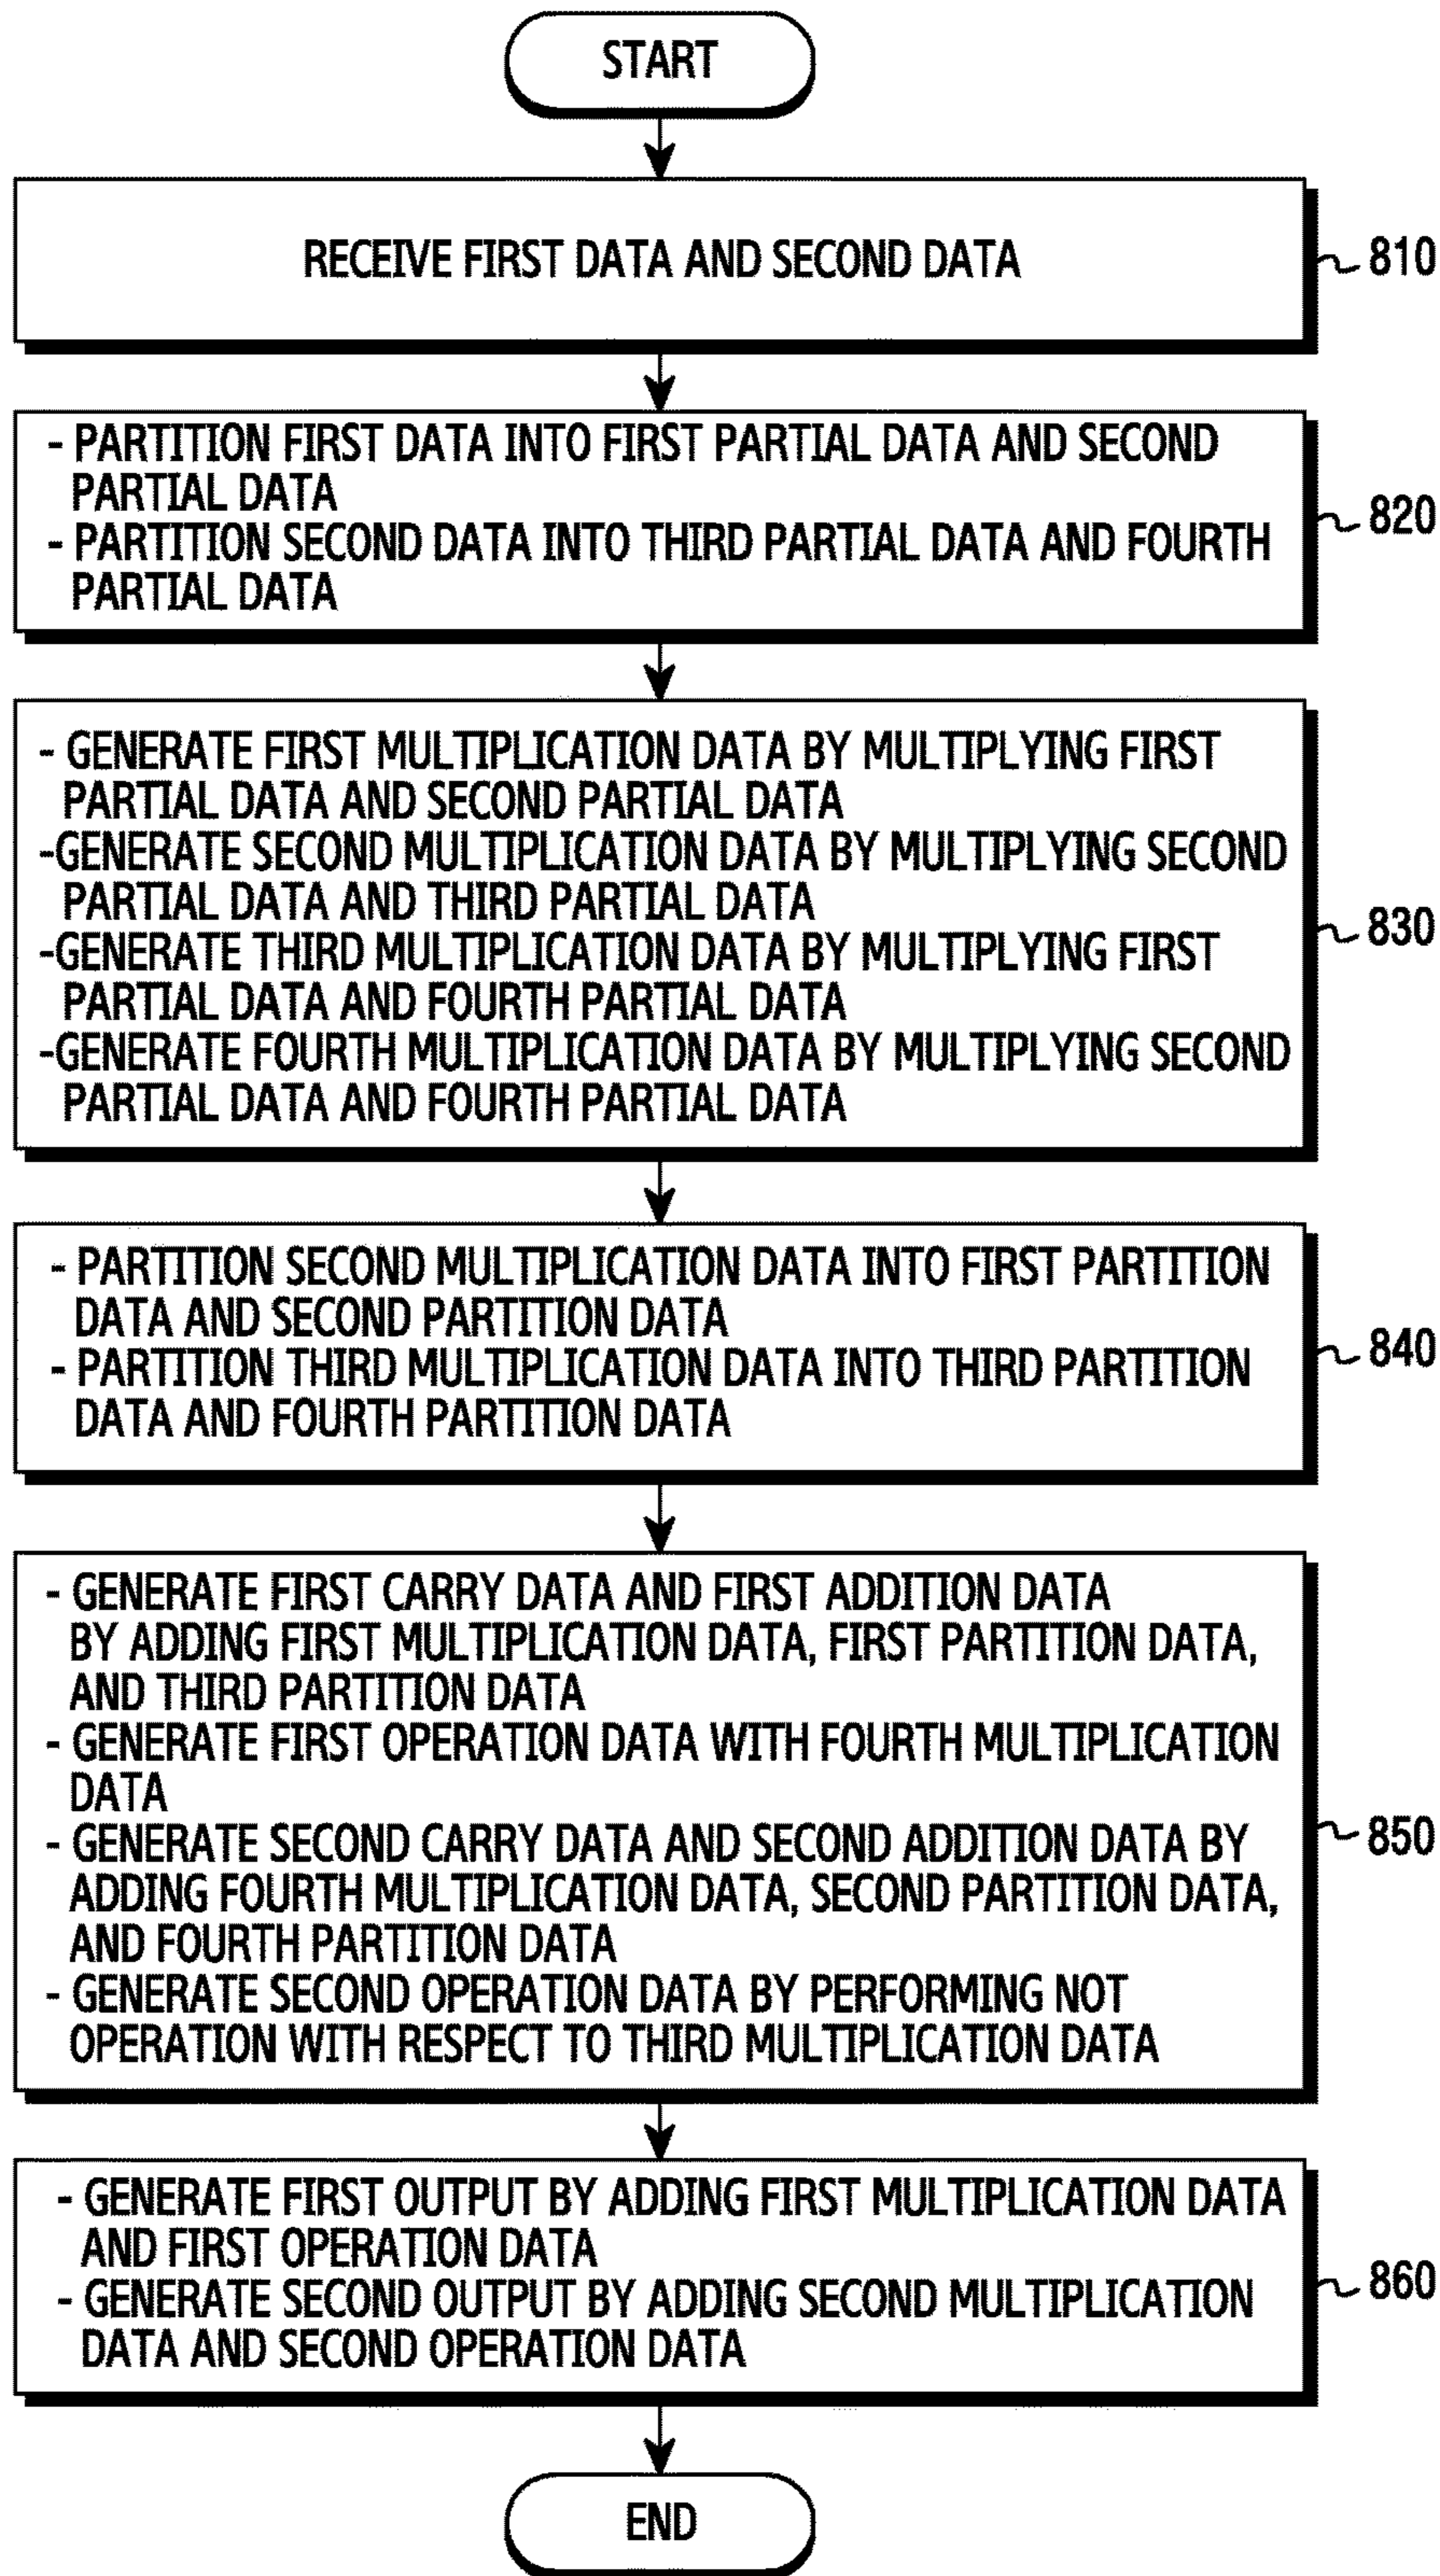 START
RECEIVE FIRST DATA AND SECOND DATA
810
- PARTITION FIRST DATA INTO FIRST PARTIAL DATA AND SECOND
PARTIAL DATA
- PARTITION SECOND DATA INTO THIRD PARTIAL DATA AND FOURTH
PARTIAL DATA
820
- GENERATE FIRST MULTIPLICATION DATA BY MULTIPLYING FIRST
PARTIAL DATA AND SECOND PARTIAL DATA
-GENERATE SECOND MULTIPLICATION DATA BY MULTIPLYING SECOND
PARTIAL DATA AND THIRD PARTIAL DATA
-GENERATE THIRD MULTIPLICATION DATA BY MULTIPLYING FIRST
PARTIAL DATA AND FOURTH PARTIAL DATA
-GENERATE FOURTH MULTIPLICATION DATA BY MULTIPLYING SECOND
PARTIAL DATA AND FOURTH PARTIAL DATA
830
- PARTITION SECOND MULTIPLICATION DATA INTO FIRST PARTITION
DATA AND SECOND PARTITION DATA
- PARTITION THIRD MULTIPLICATION DATA INTO THIRD PARTITION
DATA AND FOURTH PARTITION DATA
840
- GENERATE FIRST CARRY DATA AND FIRST ADDITION DATA
BY ADDING FIRST MULTIPLICATION DATA, FIRST PARTITION DATA,
AND THIRD PARTITION DATA
- GENERATE FIRST OPERATION DATA WITH FOURTH MULTIPLICATION
DATA
- GENERATE SECOND CARRY DATA AND SECOND ADDITION DATA BY
ADDING FOURTH MULTIPLICATION DATA, SECOND PARTITION DATA,
AND FOURTH PARTITION DATA
- GENERATE SECOND OPERATION DATA BY PERFORMING NOT
OPERATION WITH RESPECT TO THIRD MULTIPLICATION DATA
850
- GENERATE FIRST OUTPUT BY ADDING FIRST MULTIPLICATION DATA
AND FIRST OPERATION DATA
- GENERATE SECOND OUTPUT BY ADDING SECOND MULTIPLICATION
DATA AND SECOND OPERATION DATA
860
END